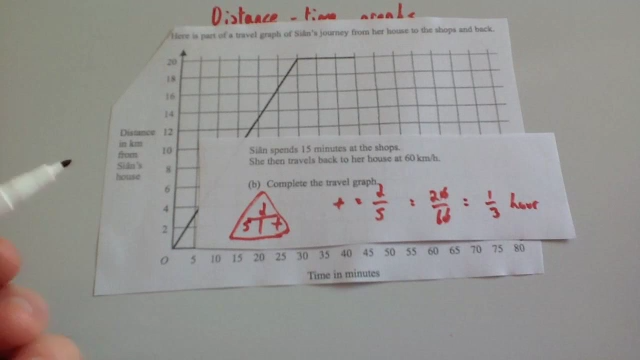 Distance - time graphs
Here is part of a travel graph of Siân's journey from her house to the shops and back.
20
18
16
14
12
10
8
6
4
2
Distance
in km
from
Siân's
house
Siân spends 15 minutes at the shops.
She then travels back to her house at 60 km/h.
(b) Complete the travel graph.
d
s t
t = d/s = 20/60 = 1/3 hour
O 5 10 15 20 25 30 35 40 45 50 55 60 65 70 75 80
Time in minutes